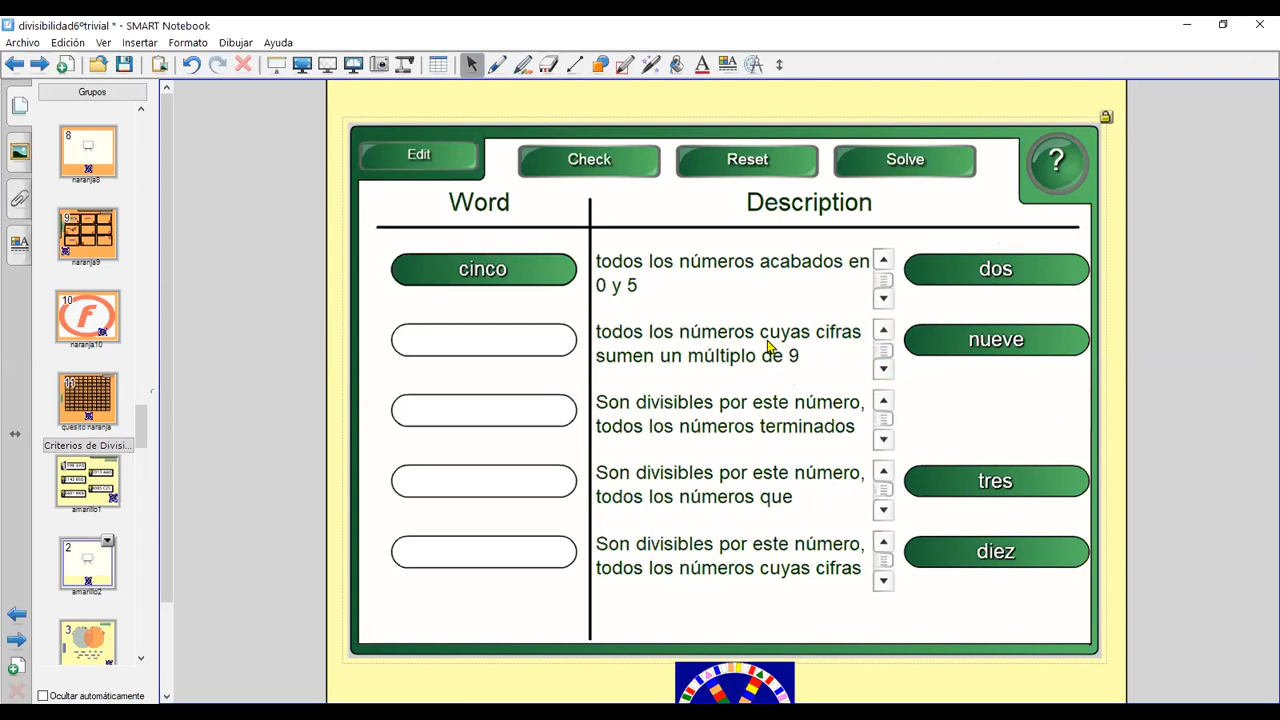 divisibilidad6ºtrivial * - SMART Notebook
Archivo Edición Ver Insertar Formato Dibujar Ayuda
Grupos
8
naranja8
9
naranja9
10
naranja10
11
quesito naranja
Criterios de Divisi...
amarillo1
2
amarillo2
3
Ocultar automáticamente
Edit
Check
Reset
Solve
?
Word
Description
cinco
todos los números acabados en
0 y 5
dos
todos los números cuyas cifras
sumen un múltiplo de 9
nueve
Son divisibles por este número,
todos los números terminados
Son divisibles por este número,
todos los números que
tres
Son divisibles por este número,
todos los números cuyas cifras
diez